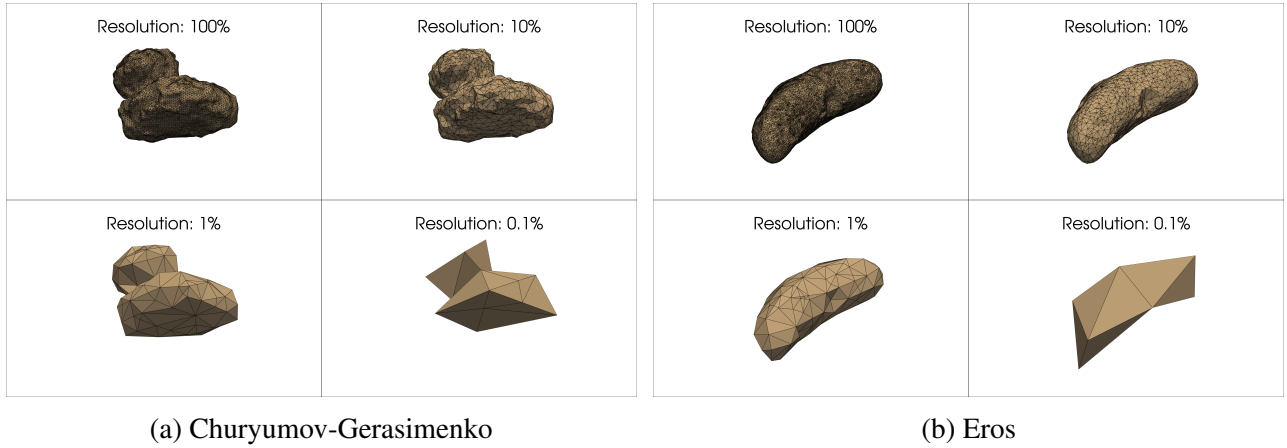 Resolution: 100%
Resolution: 10%
Resolution: 1%
Resolution: 0.1%
(a) Churyumov-Gerasimenko
Resolution: 100%
Resolution: 10%
Resolution: 1%
Resolution: 0.1%
(b) Eros